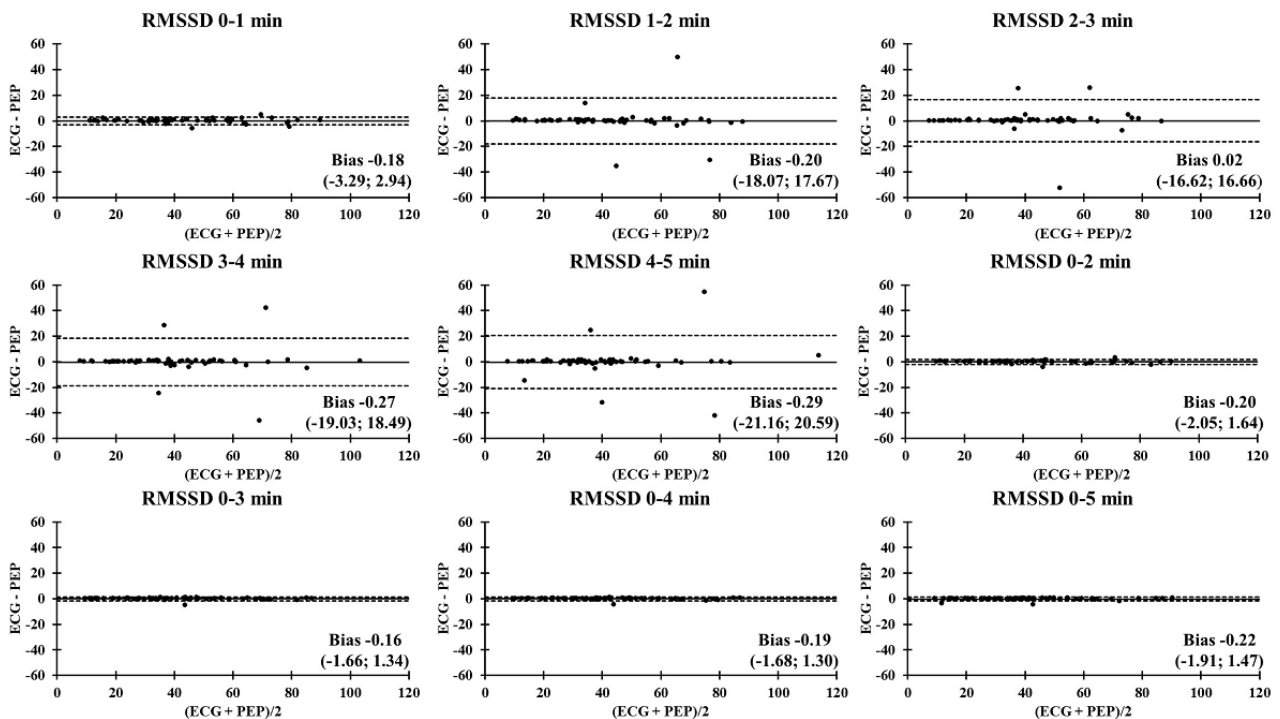 RMSSD 0-1 min
60
40
20
0
-20
-40
-60
ECG - PEP
Bias -0.18
(-3.29; 2.94)
0 20 40 60 80 100 120
(ECG + PEP)/2
RMSSD 1-2 min
60
40
20
0
-20
-40
-60
ECG - PEP
Bias -0.20
(-18.07; 17.67)
0 20 40 60 80 100 120
(ECG + PEP)/2
RMSSD 2-3 min
60
40
20
0
-20
-40
-60
ECG - PEP
Bias 0.02
(-16.62; 16.66)
0 20 40 60 80 100 120
(ECG + PEP)/2
RMSSD 3-4 min
60
40
20
0
-20
-40
-60
ECG - PEP
Bias -0.27
(-19.03; 18.49)
0 20 40 60 80 100 120
(ECG + PEP)/2
RMSSD 4-5 min
60
40
20
0
-20
-40
-60
ECG - PEP
Bias -0.29
(-21.16; 20.59)
0 20 40 60 80 100 120
(ECG + PEP)/2
RMSSD 0-2 min
60
40
20
0
-20
-40
-60
ECG - PEP
Bias -0.20
(-2.05; 1.64)
0 20 40 60 80 100 120
(ECG + PEP)/2
RMSSD 0-3 min
60
40
20
0
-20
-40
-60
ECG - PEP
Bias -0.16
(-1.66; 1.34)
0 20 40 60 80 100 120
(ECG + PEP)/2
RMSSD 0-4 min
60
40
20
0
-20
-40
-60
ECG - PEP
Bias -0.19
(-1.68; 1.30)
0 20 40 60 80 100 120
(ECG + PEP)/2
RMSSD 0-5 min
60
40
20
0
-20
-40
-60
ECG - PEP
Bias -0.22
(-1.91; 1.47)
0 20 40 60 80 100 120
(ECG + PEP)/2